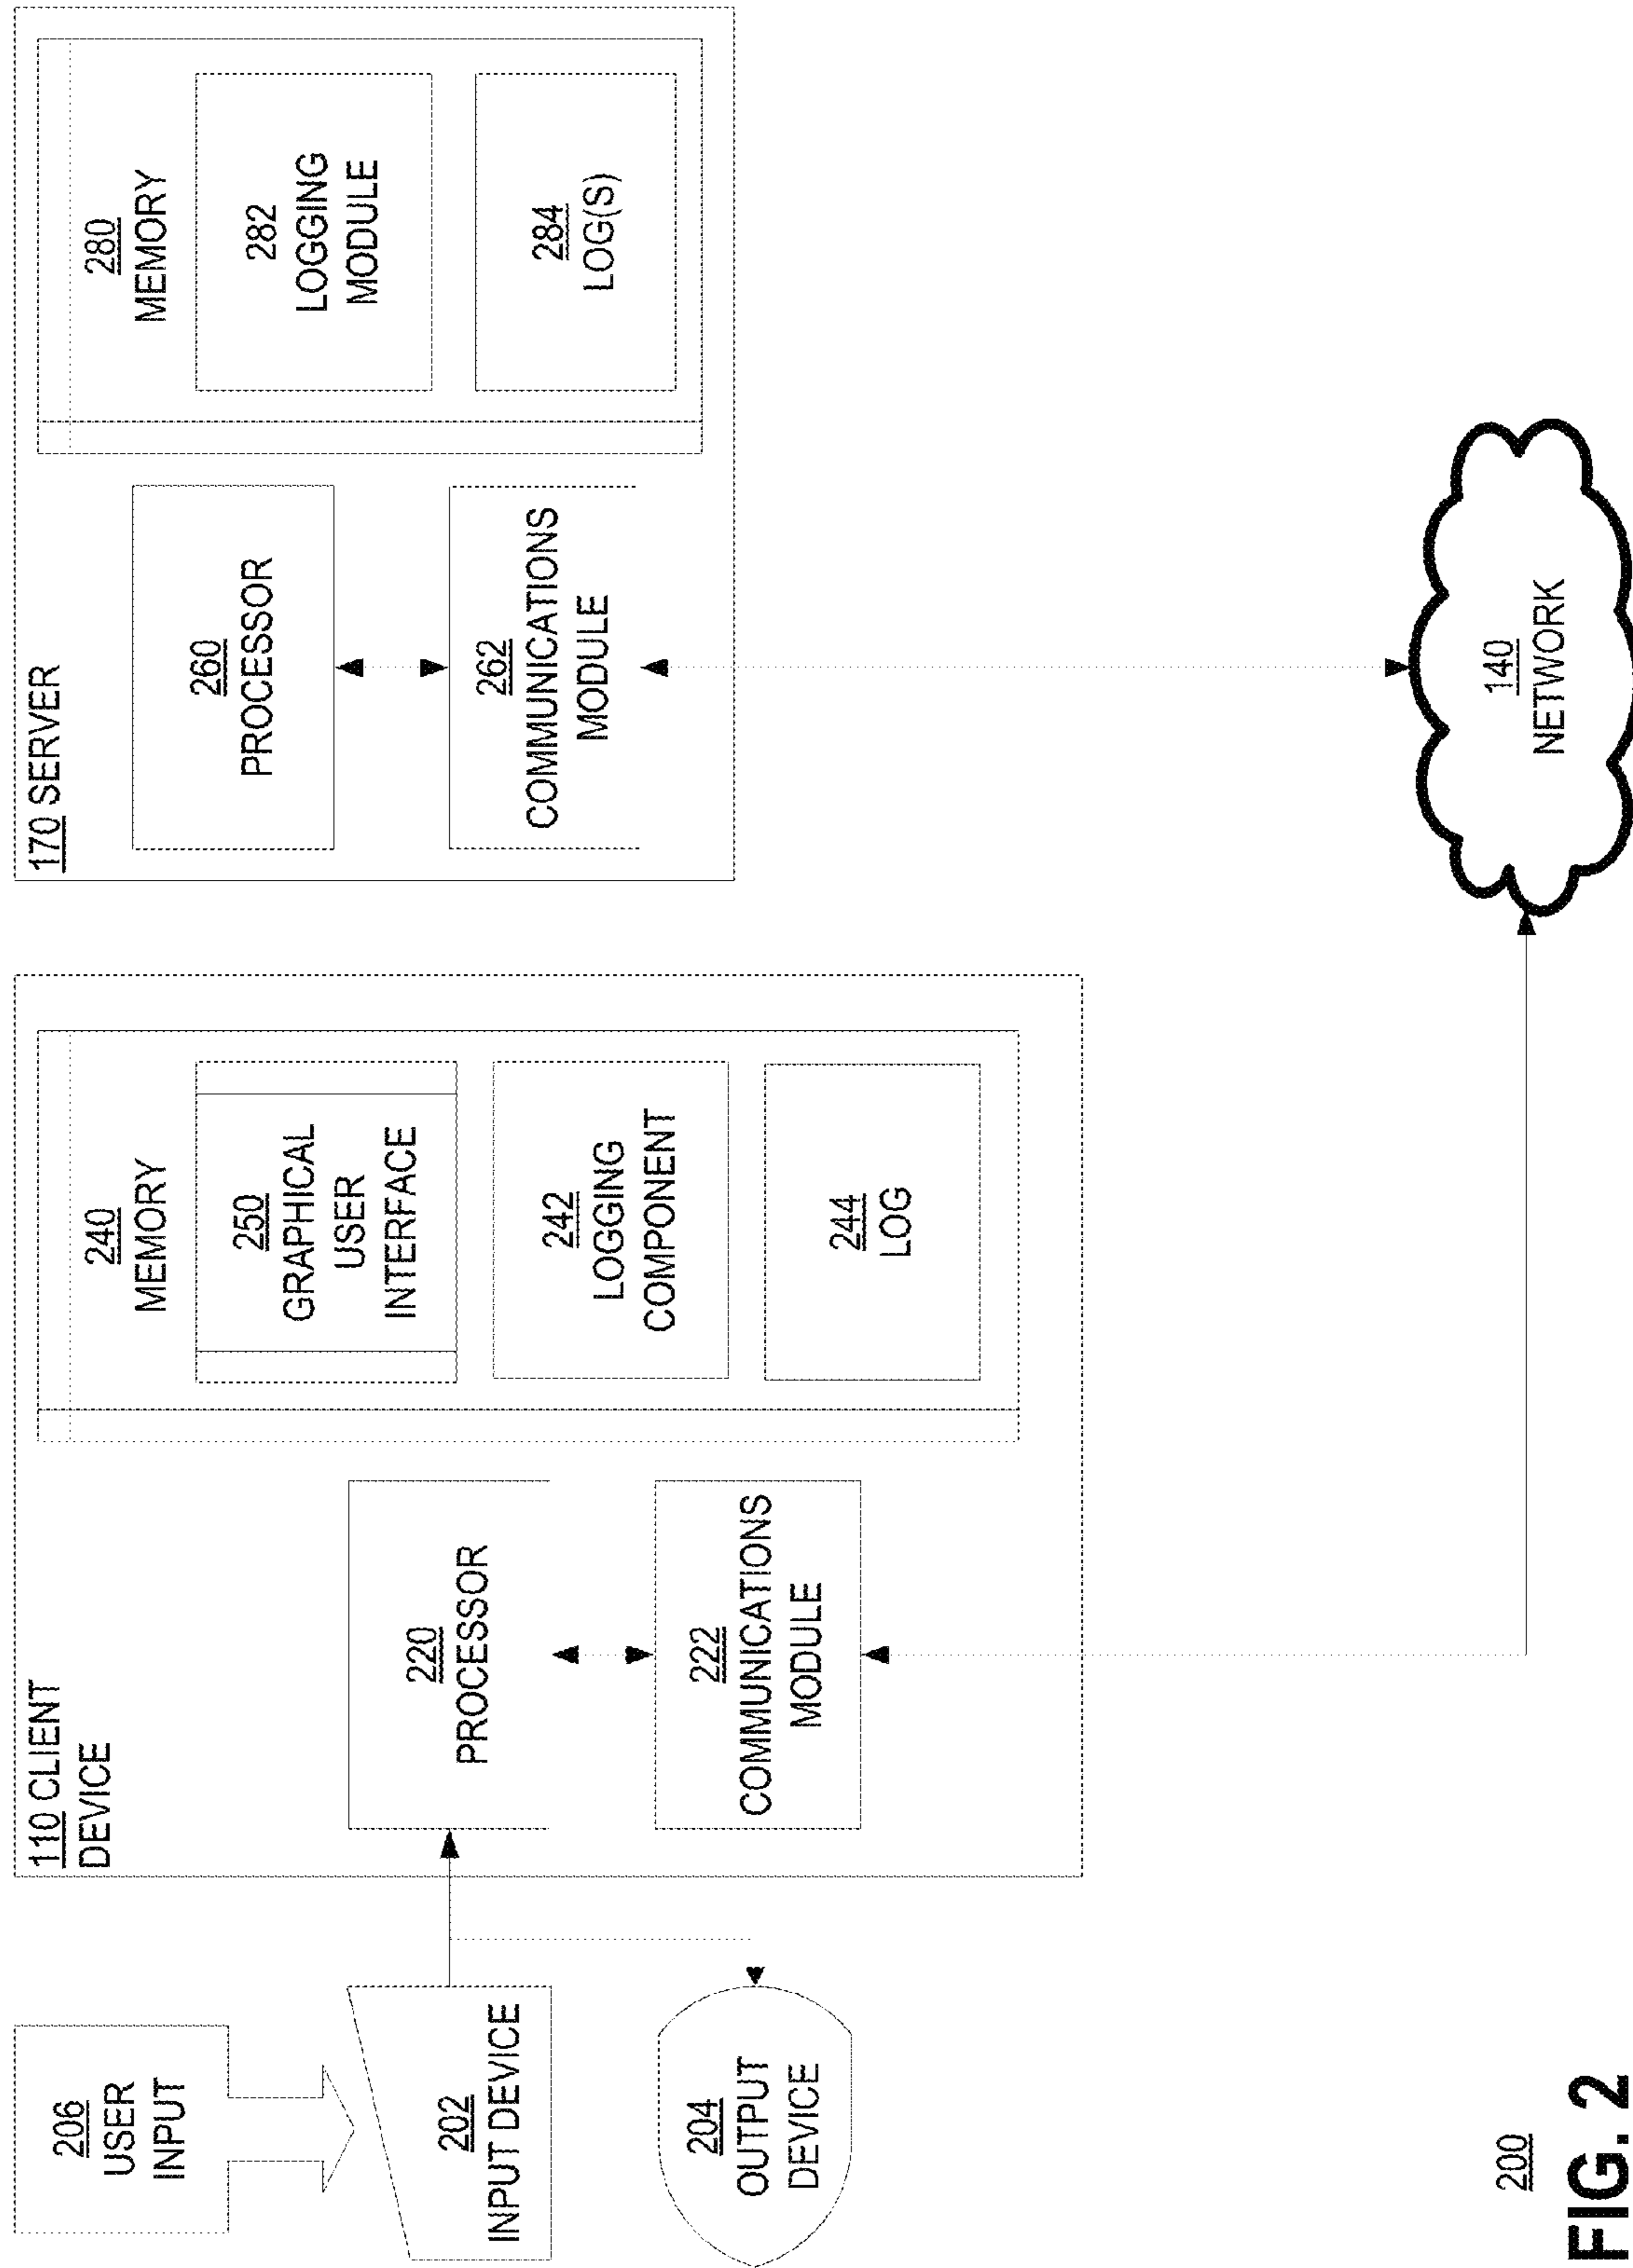 206
USER
INPUT
202
INPUT DEVICE
204
OUTPUT
DEVICE
110 CLIENT
DEVICE
220
PROCESSOR
222
COMMUNICATIONS
MODULE
240
MEMORY
250
GRAPHICAL
USER
INTERFACE
242
LOGGING
COMPONENT
244
LOG
170 SERVER
260
PROCESSOR
262
COMMUNICATIONS
MODULE
280
MEMORY
282
LOGGING
MODULE
284
LOG(S)
140
NETWORK
200
FIG. 2